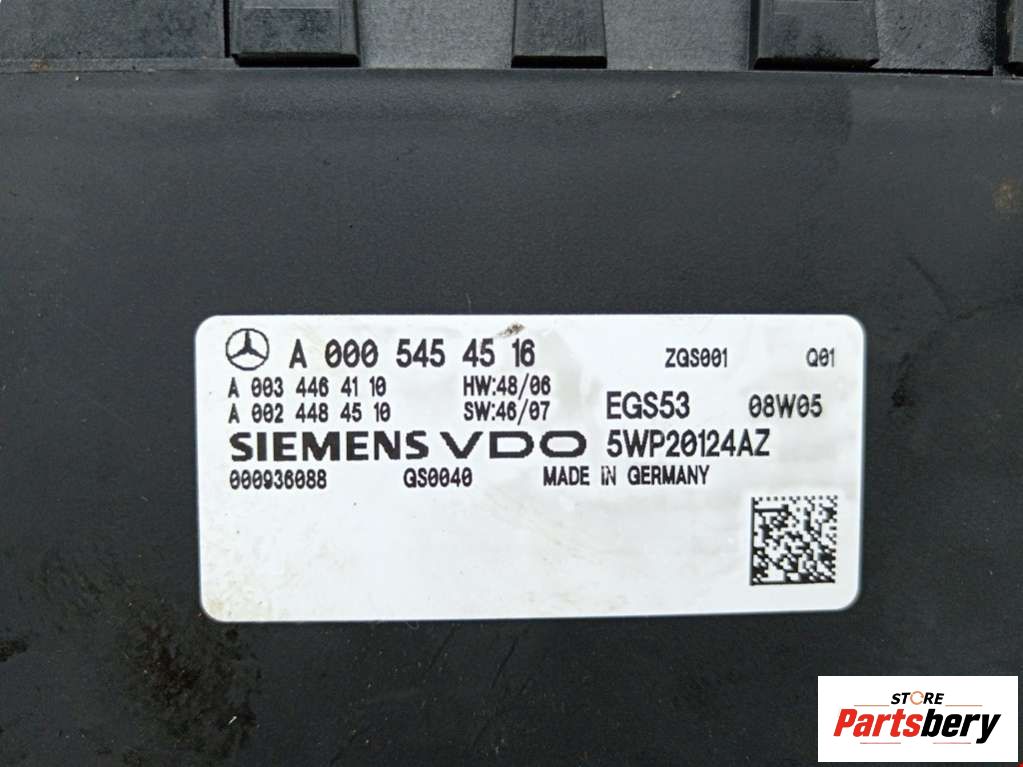 A 000 545 45 16 ZGS001 Q01
A 003 446 41 10 HW:48/06
A 002 448 45 10 SW:46/07 EGS53 08W05
SIEMENS VDO 5WP20124AZ
000936088 GS0040 MADE IN GERMANY
STORE
Partsbery